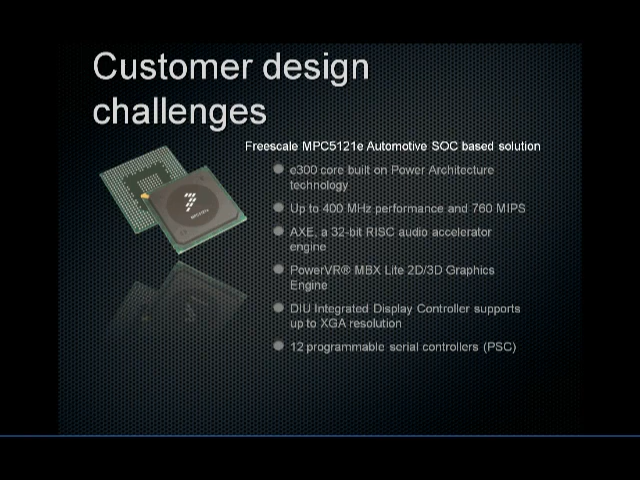 Customer design
challenges
Freescale MPC5121e Automotive SOC based solution
e300 core built on Power Architecture
technology
Up to 400 MHz performance and 760 MIPS
AXE, a 32-bit RISC audio accelerator
engine
PowerVR® MBX Lite 2D/3D Graphics
Engine
DIU Integrated Display Controller supports
up to XGA resolution
12 programmable serial controllers (PSC)